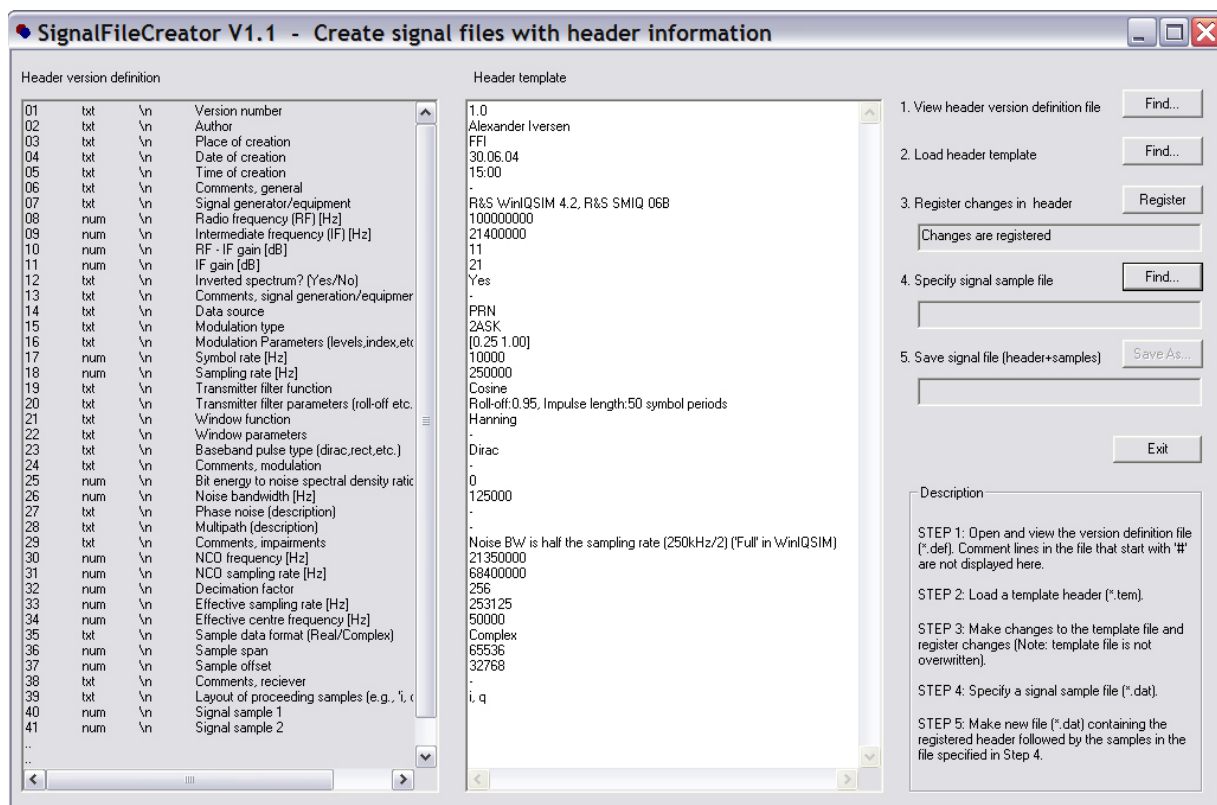 SignalFileCreator V1.1 - Create signal files with header information
Header version definition
01 txt \n Version number
02 txt \n Author
03 txt \n Place of creation
04 txt \n Date of creation
05 txt \n Time of creation
06 txt \n Comments, general
07 txt \n Signal generator/equipment
08 num \n Radio frequency (RF) [Hz]
09 num \n Intermediate frequency (IF) [Hz]
10 num \n RF - IF gain [dB]
11 num \n IF gain [dB]
12 txt \n Inverted spectrum? (Yes/No)
13 txt \n Comments, signal generation/equipmer
14 txt \n Data source
15 txt \n Modulation type
16 txt \n Modulation Parameters (levels,index,etc
17 num \n Symbol rate [Hz]
18 num \n Sampling rate [Hz]
19 txt \n Transmitter filter function
20 txt \n Transmitter filter parameters (roll-off etc.
21 txt \n Window function
22 txt \n Window parameters
23 txt \n Baseband pulse type (dirac,rect,etc.)
24 txt \n Comments, modulation
25 num \n Bit energy to noise spectral density ratic
26 num \n Noise bandwidth [Hz]
27 txt \n Phase noise (description)
28 txt \n Multipath (description)
29 txt \n Comments, impairments
30 num \n NCO frequency [Hz]
31 num \n NCO sampling rate [Hz]
32 num \n Decimation factor
33 num \n Effective sampling rate [Hz]
34 num \n Effective centre frequency [Hz]
35 txt \n Sample data format (Real/Complex)
36 num \n Sample span
37 num \n Sample offset
38 txt \n Comments, reciever
39 txt \n Layout of proceeding samples (e.g., 'i, c
40 num \n Signal sample 1
41 num \n Signal sample 2
..
..
Header template
1.0
Alexander Iversen
FFI
30.06.04
15:00
-
R&S WinIQSIM 4.2, R&S SMIQ 06B
100000000
21400000
11
21
Yes
-
PRN
2ASK
[0.25 1.00]
10000
250000
Cosine
Roll-off:0.95, Impulse length:50 symbol periods
Hanning
-
Dirac
-
0
125000
-
-
Noise BW is half the sampling rate (250kHz/2) ('Full' in WinIQSIM)
21350000
68400000
256
253125
50000
Complex
65536
32768
-
i, q
1. View header version definition file
Find...
2. Load header template
Find...
3. Register changes in header
Register
Changes are registered
4. Specify signal sample file
Find...
5. Save signal file (header+samples)
Save As...
Exit
Description
STEP 1: Open and view the version definition file
(*.def). Comment lines in the file that start with '#'
are not displayed here.
STEP 2: Load a template header (*.tem).
STEP 3: Make changes to the template file and
register changes (Note: template file is not
overwritten).
STEP 4: Specify a signal sample file (*.dat).
STEP 5: Make new file (*.dat) containing the
registered header followed by the samples in the
file specified in Step 4.